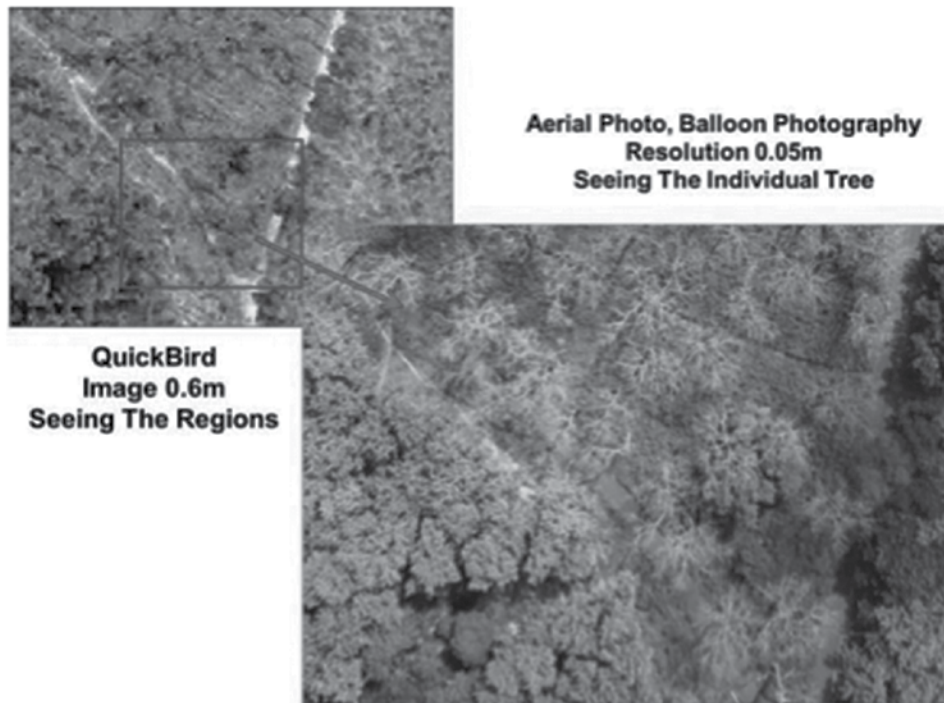 Aerial Photo, Balloon Photography
Resolution 0.05m
Seeing The Individual Tree
QuickBird
Image 0.6m
Seeing The Regions